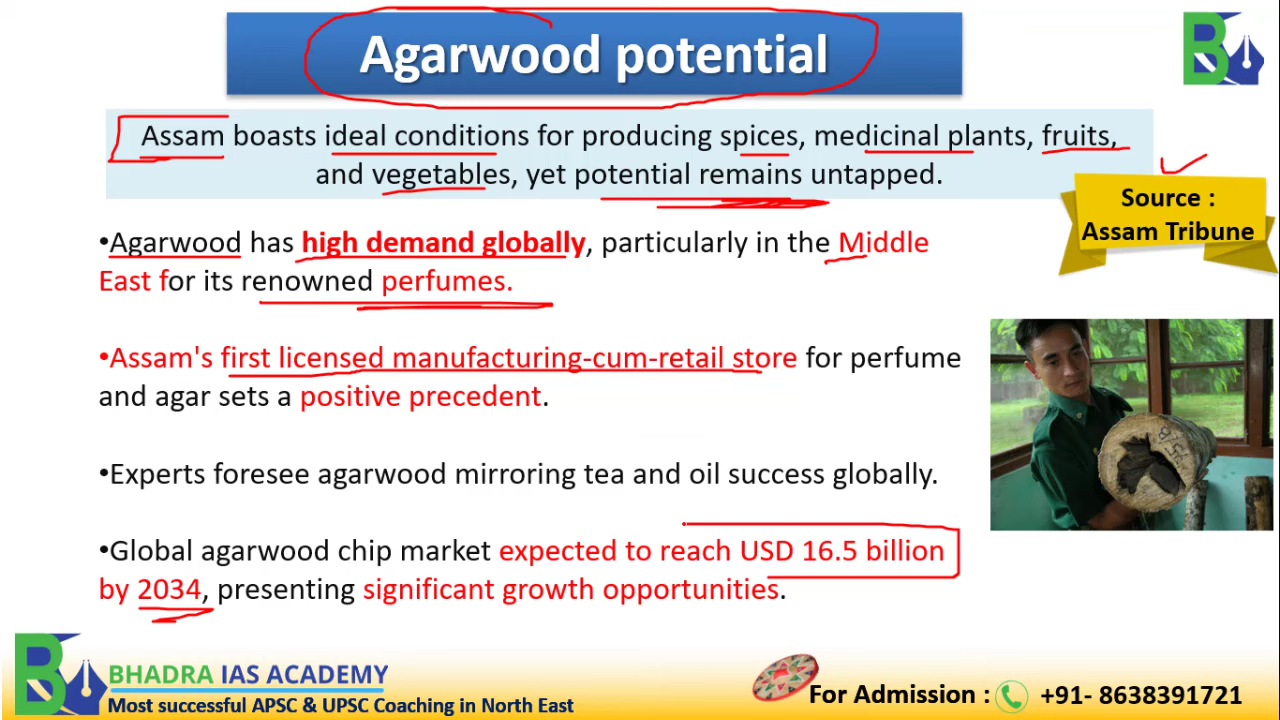 Agarwood potential
Assam boasts ideal conditions for producing spices, medicinal plants, fruits,
and vegetables, yet potential remains untapped.
Source :
Assam Tribune
•Agarwood has high demand globally, particularly in the Middle
East for its renowned perfumes.
•Assam's first licensed manufacturing-cum-retail store for perfume
and agar sets a positive precedent.
•Experts foresee agarwood mirroring tea and oil success globally.
•Global agarwood chip market expected to reach USD 16.5 billion
by 2034, presenting significant growth opportunities.
BHADRA IAS ACADEMY
Most successful APSC & UPSC Coaching in North East
For Admission : +91- 8638391721